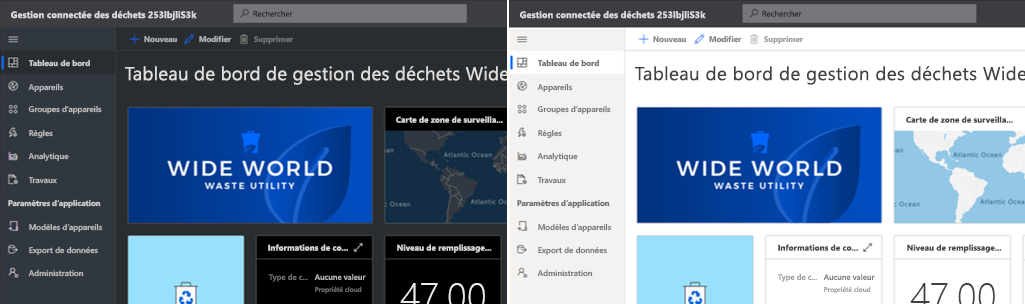 Gestion connectée des déchets 253lbjliS3k
Rechercher
Nouveau
Modifier
Supprimer
Tableau de bord
Appareils
Groupes d'appareils
Règles
Analytique
Travaux
Paramètres d'application
Modèles d'appareils
Export de données
Administration
Tableau de bord de gestion des déchets Wide
WIDE WORLD
WASTE UTILITY
Carte de zone de surveilla...
Atlantic Ocean
Atlantic Oc
Informations de co...
Type de c...
Aucune valeur
Propriété cloud
Niveau de remplissage...
47.00
Gestion connectée des déchets 253lbjliS3k
Rechercher
Nouveau
Modifier
Supprimer
Tableau de bord
Appareils
Groupes d'appareils
Règles
Analytique
Travaux
Paramètres d'application
Modèles d'appareils
Export de données
Administration
Tableau de bord de gestion des déchets Wide
WIDE WORLD
WASTE UTILITY
Carte de zone de surveilla...
Atlantic Ocean
Atlantic Oc
Informations de co...
Type de c...
Aucune valeur
Propriété cloud
Niveau de remplissage...
47.00